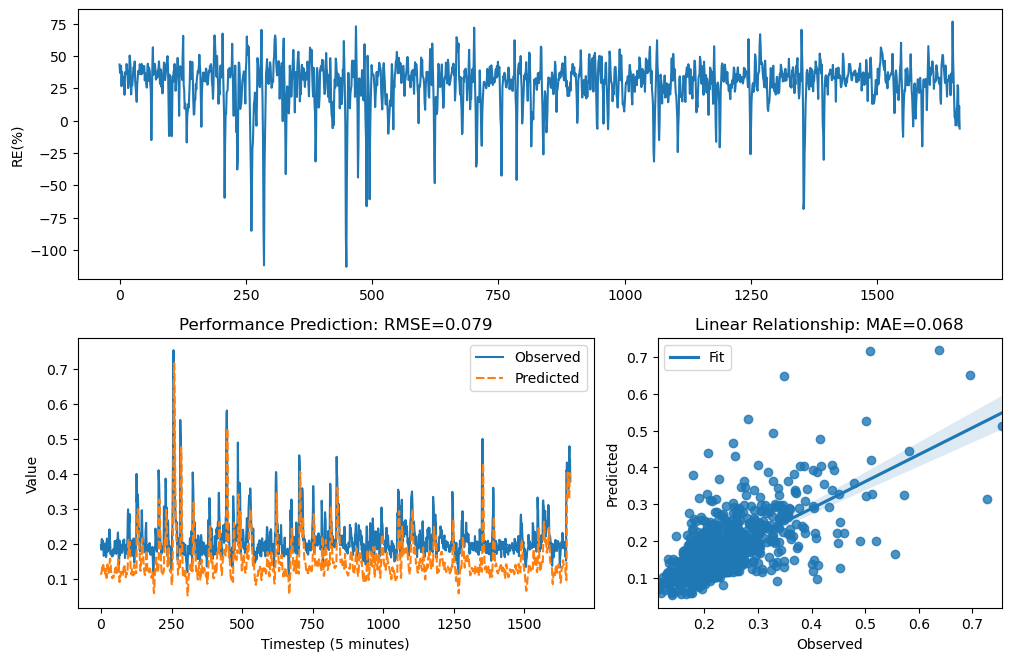 RE(%)
75
50
25
0
−25
−50
−75
−100
0 250 500 750 1000 1250 1500
Performance Prediction: RMSE=0.079
Value
0.7
0.6
0.5
0.4
0.3
0.2
0.1
Observed
Predicted
0 250 500 750 1000 1250 1500
Timestep (5 minutes)
Linear Relationship: MAE=0.068
Predicted
0.7
0.6
0.5
0.4
0.3
0.2
0.1
Fit
0.2 0.3 0.4 0.5 0.6 0.7
Observed